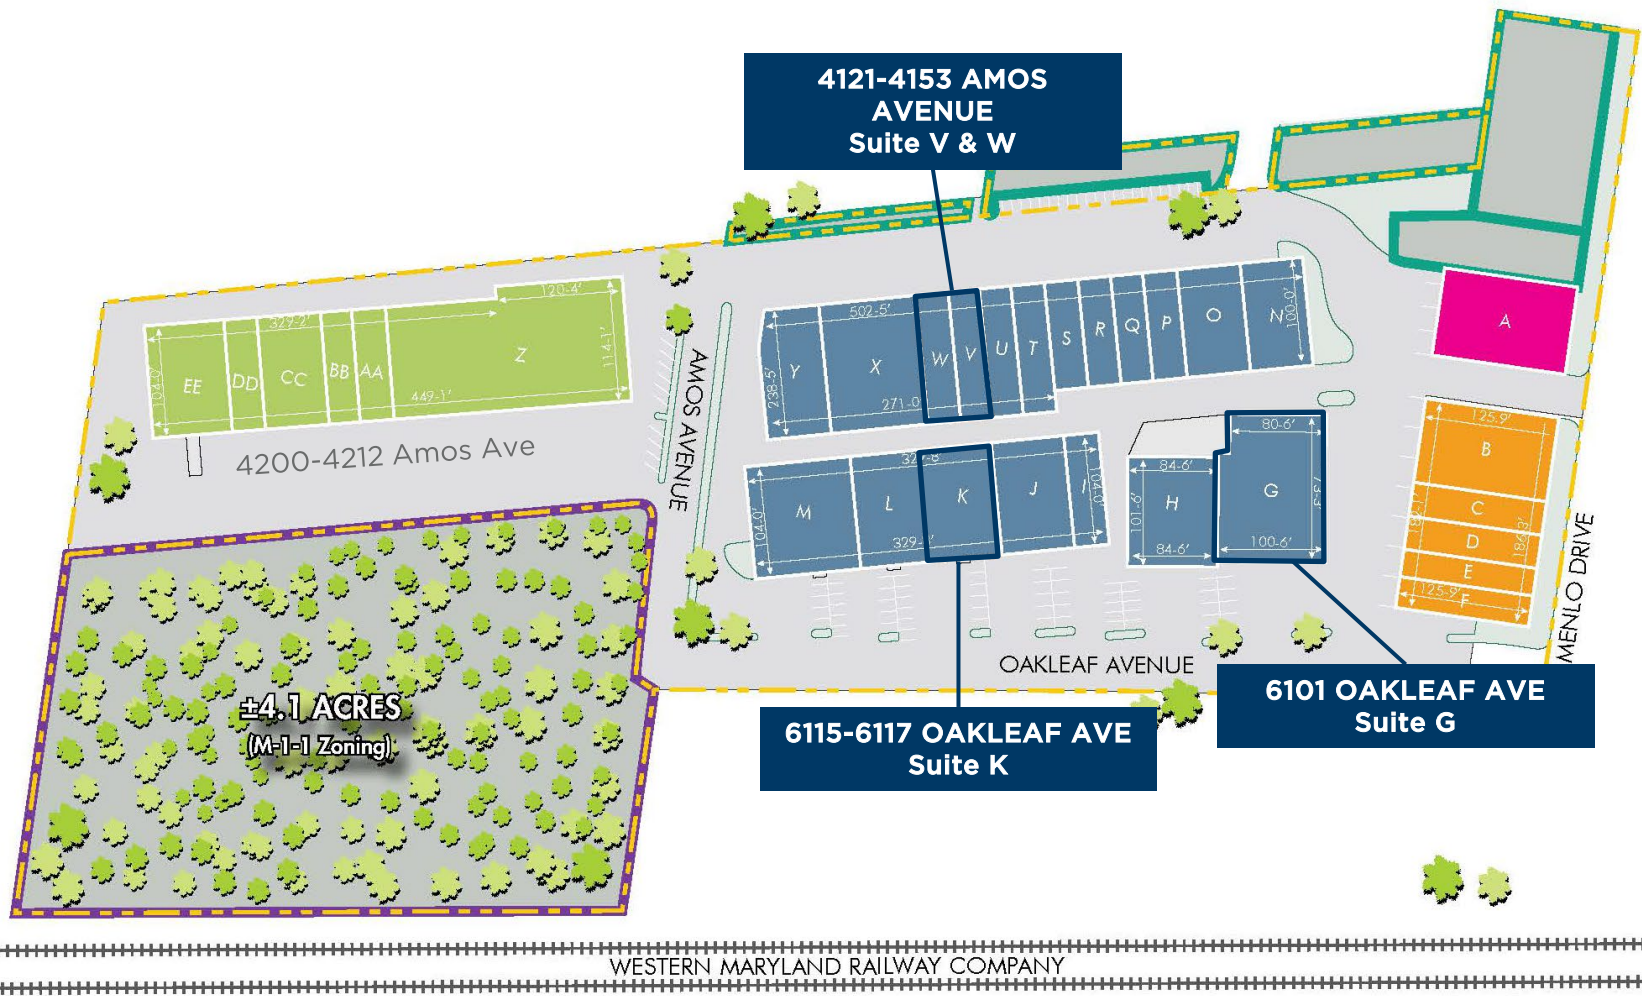 4121-4153 AMOS
AVENUE
Suite V & W
120-4'
329-2'
114-1'
104-0'
EE
DD
CC
BB
AA
Z
449-1'
4200-4212 Amos Ave
AMOS AVENUE
502-5'
100-0'
238-5'
Y
X
W
V
U
T
S
R
Q
P
O
N
271-0
A
104-0'
M
L
K
J
I
104-0'
329-
80-6'
84-6'
101-6'
H
G
84-6'
100-6'
125.9'
B
C
D
E
F
125-9'
MENLO DRIVE
OAKLEAF AVENUE
6101 OAKLEAF AVE
Suite G
6115-6117 OAKLEAF AVE
Suite K
±4.1 ACRES
(M-1-1 Zoning)
WESTERN MARYLAND RAILWAY COMPANY